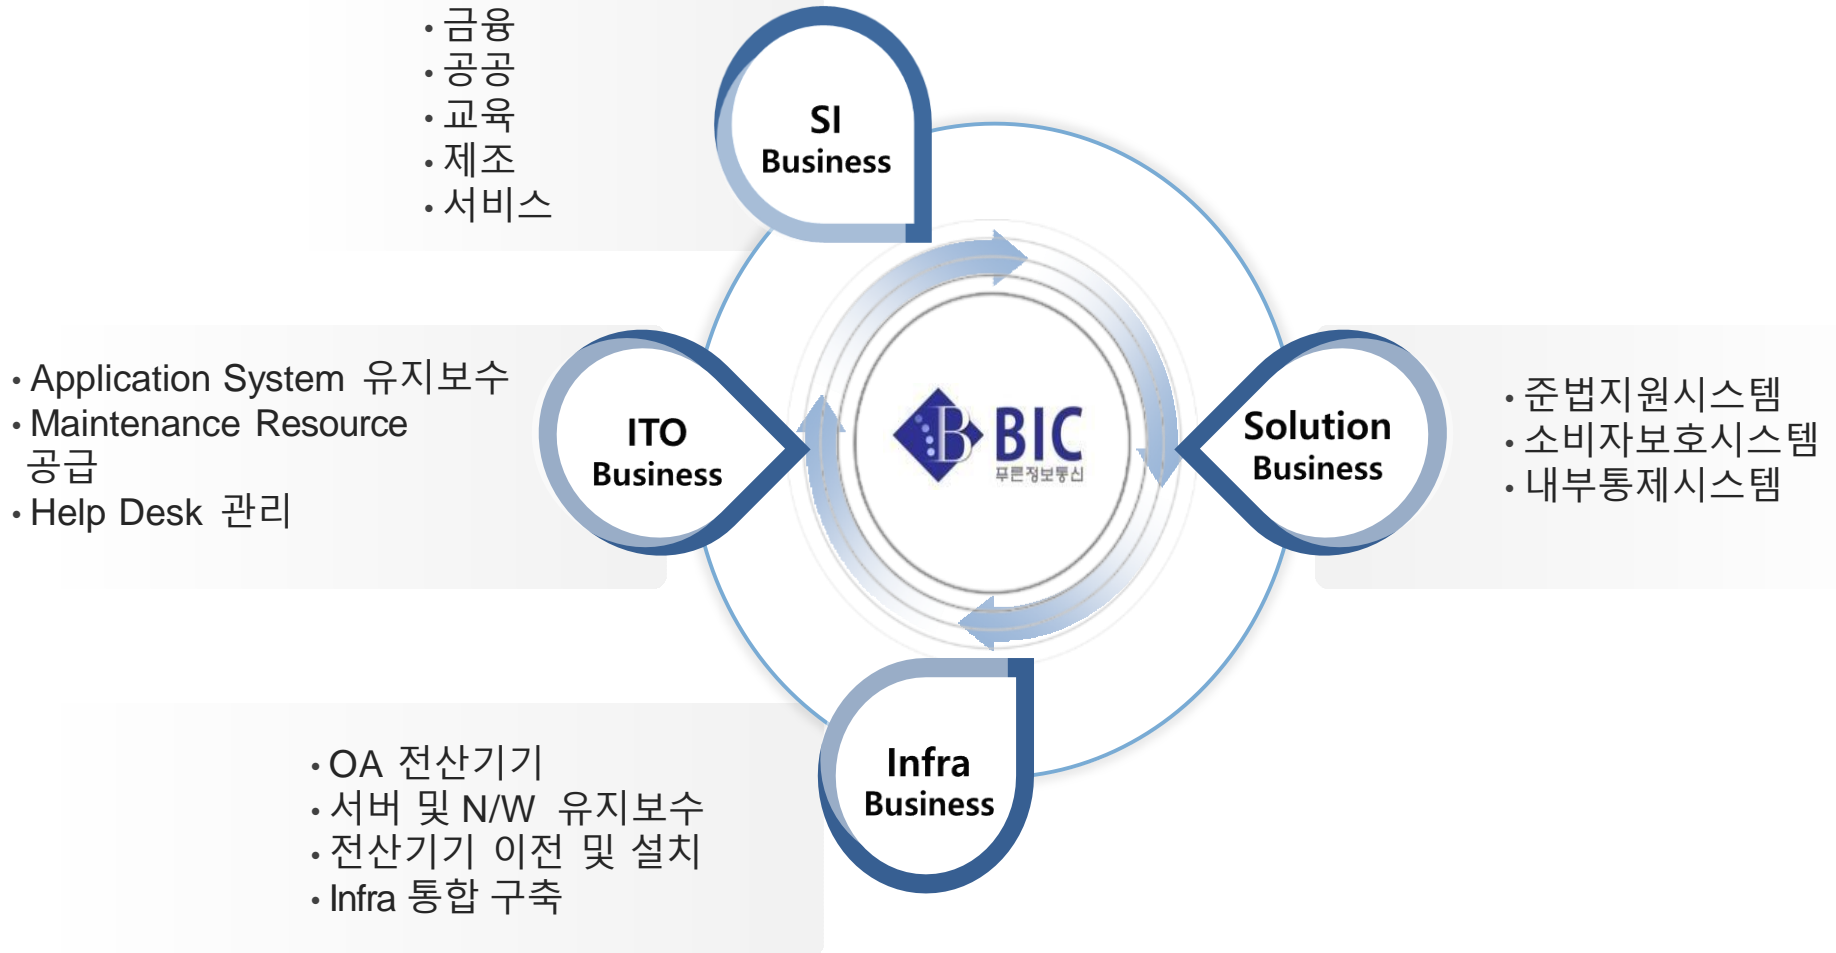 • 금융
• 공공
• 교육
• 제조
• 서비스
SI
Business
• Application System 유지보수
• Maintenance Resource
공급
• Help Desk 관리
ITO
Business
B BIC
푸른정보통신
Solution
Business
• 준법지원시스템
• 소비자보호시스템
• 내부통제시스템
• OA 전산기기
• 서버 및 N/W 유지보수
• 전산기기 이전 및 설치
• Infra 통합 구축
Infra
Business